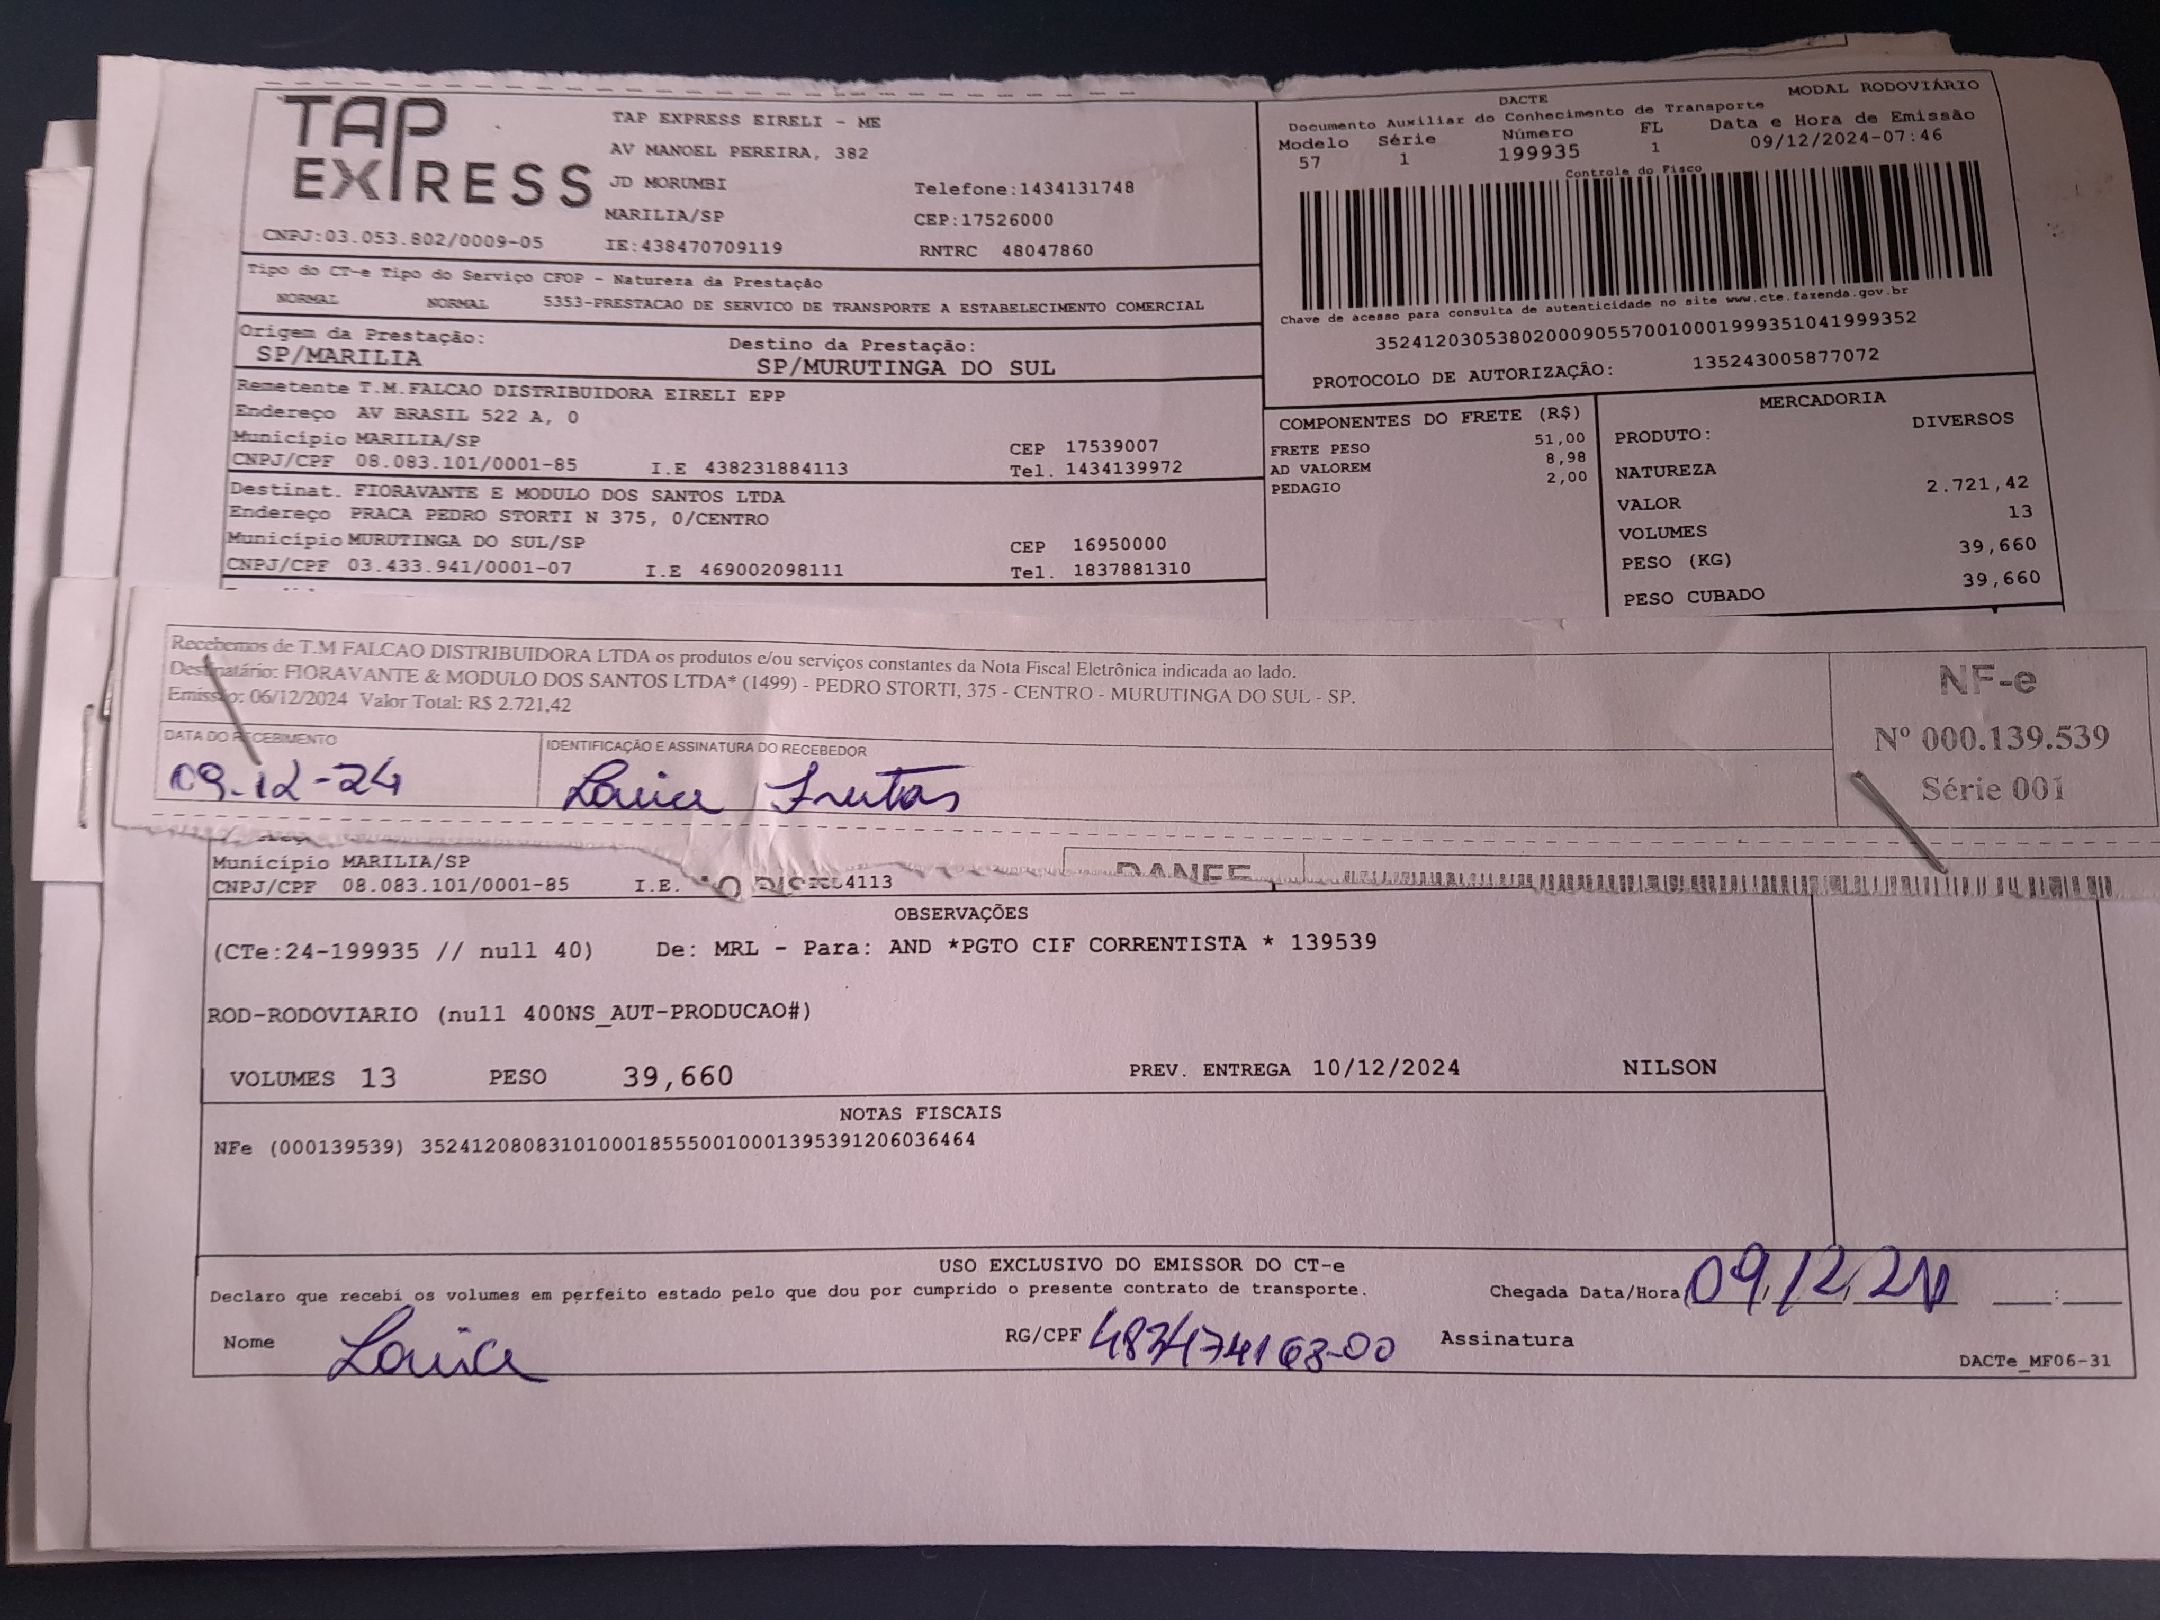 TAP EXPRESS
TAP EXPRESS EIRELI - ME
AV MANOEL PEREIRA, 382
JD MORUMBI Telefone:1434131748
MARILIA/SP CEP:17526000
CNPJ:03.053.802/0009-05 IE:438470709119 RNTRC 48047860
Tipo do CT-e Tipo do Serviço CFOP - Natureza da Prestação
NORMAL NORMAL 5353-PRESTACAO DE SERVICO DE TRANSPORTE A ESTABELECIMENTO COMERCIAL
Origem da Prestação: Destino da Prestação:
SP/MARILIA SP/MURUTINGA DO SUL
Remetente T.M.FALCAO DISTRIBUIDORA EIRELI EPP
Endereço AV BRASIL 522 A, 0
Município MARILIA/SP CEP 17539007
CNPJ/CPF 08.083.101/0001-85 I.E 438231884113 Tel. 1434139972
Destinat. FIORAVANTE E MODULO DOS SANTOS LTDA
Endereço PRACA PEDRO STORTI N 375, 0/CENTRO
Município MURUTINGA DO SUL/SP CEP 16950000
CNPJ/CPF 03.433.941/0001-07 I.E 469002098111 Tel. 1837881310
DACTE MODAL RODOVIÁRIO
Documento Auxiliar do Conhecimento de Transporte
Modelo Série Número FL Data e Hora de Emissão
57 1 199935 1 09/12/2024-07:46
Controle do Fisco
Chave de acesso para consulta de autenticidade no site www.cte.fazenda.gov.br
35241203053802000905570010001999351041999352
PROTOCOLO DE AUTORIZAÇÃO: 135243005877072
COMPONENTES DO FRETE (R$)
FRETE PESO 51,00
AD VALOREM 8,98
PEDAGIO 2,00
MERCADORIA
PRODUTO: DIVERSOS
NATUREZA
VALOR 2.721,42
VOLUMES 13
PESO (KG) 39,660
PESO CUBADO 39,660
Recebemos de T.M FALCAO DISTRIBUIDORA LTDA os produtos e/ou serviços constantes da Nota Fiscal Eletrônica indicada ao lado.
Destinatário: FIORAVANTE & MODULO DOS SANTOS LTDA* (1499) - PEDRO STORTI, 375 - CENTRO - MURUTINGA DO SUL - SP.
Emissão: 06/12/2024 Valor Total: R$ 2.721,42
DATA DO RECEBIMENTO IDENTIFICAÇÃO E ASSINATURA DO RECEBEDOR
09-12-24
NF-e
Nº 000.139.539
Série 001
DANFE
Município MARILIA/SP
CNPJ/CPF 08.083.101/0001-85 I.E. 4113
OBSERVAÇÕES
(CTe:24-199935 // null 40) De: MRL - Para: AND *PGTO CIF CORRENTISTA * 139539
ROD-RODOVIARIO (null 400NS_AUT-PRODUCAO#)
VOLUMES 13 PESO 39,660 PREV. ENTREGA 10/12/2024 NILSON
NOTAS FISCAIS
NFe (000139539) 35241208083101000185550010001395391206036464
USO EXCLUSIVO DO EMISSOR DO CT-e
Declaro que recebi os volumes em perfeito estado pelo que dou por cumprido o presente contrato de transporte. Chegada Data/Hora 09/12/24 __:__
Nome RG/CPF Assinatura
DACTe_MF06-31